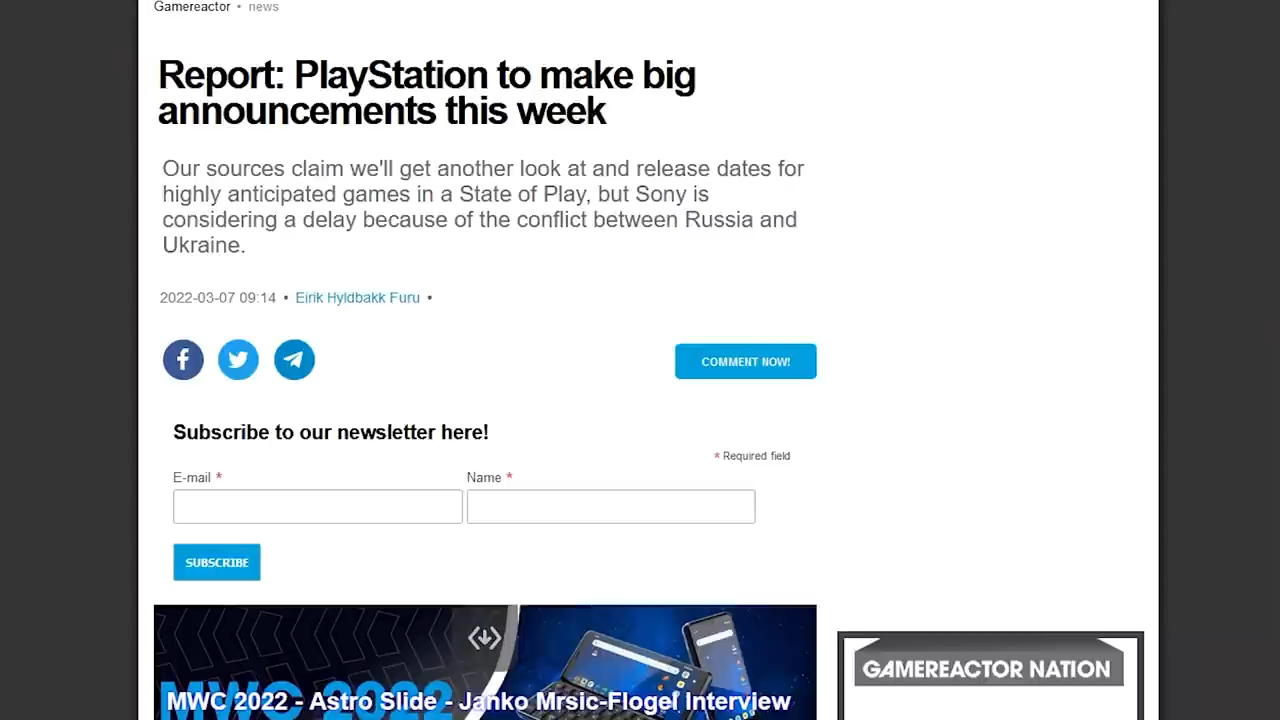 Gamereactor • news
Report: PlayStation to make big
announcements this week
Our sources claim we'll get another look at and release dates for
highly anticipated games in a State of Play, but Sony is
considering a delay because of the conflict between Russia and
Ukraine.
2022-03-07 09:14 • Eirik Hyldbakk Furu •
COMMENT NOW!
Subscribe to our newsletter here!
* Required field
E-mail * Name *
SUBSCRIBE
MWC 2022
MWC 2022 - Astro Slide - Janko Mrsic-Flogel Interview
GAMEREACTOR NATION